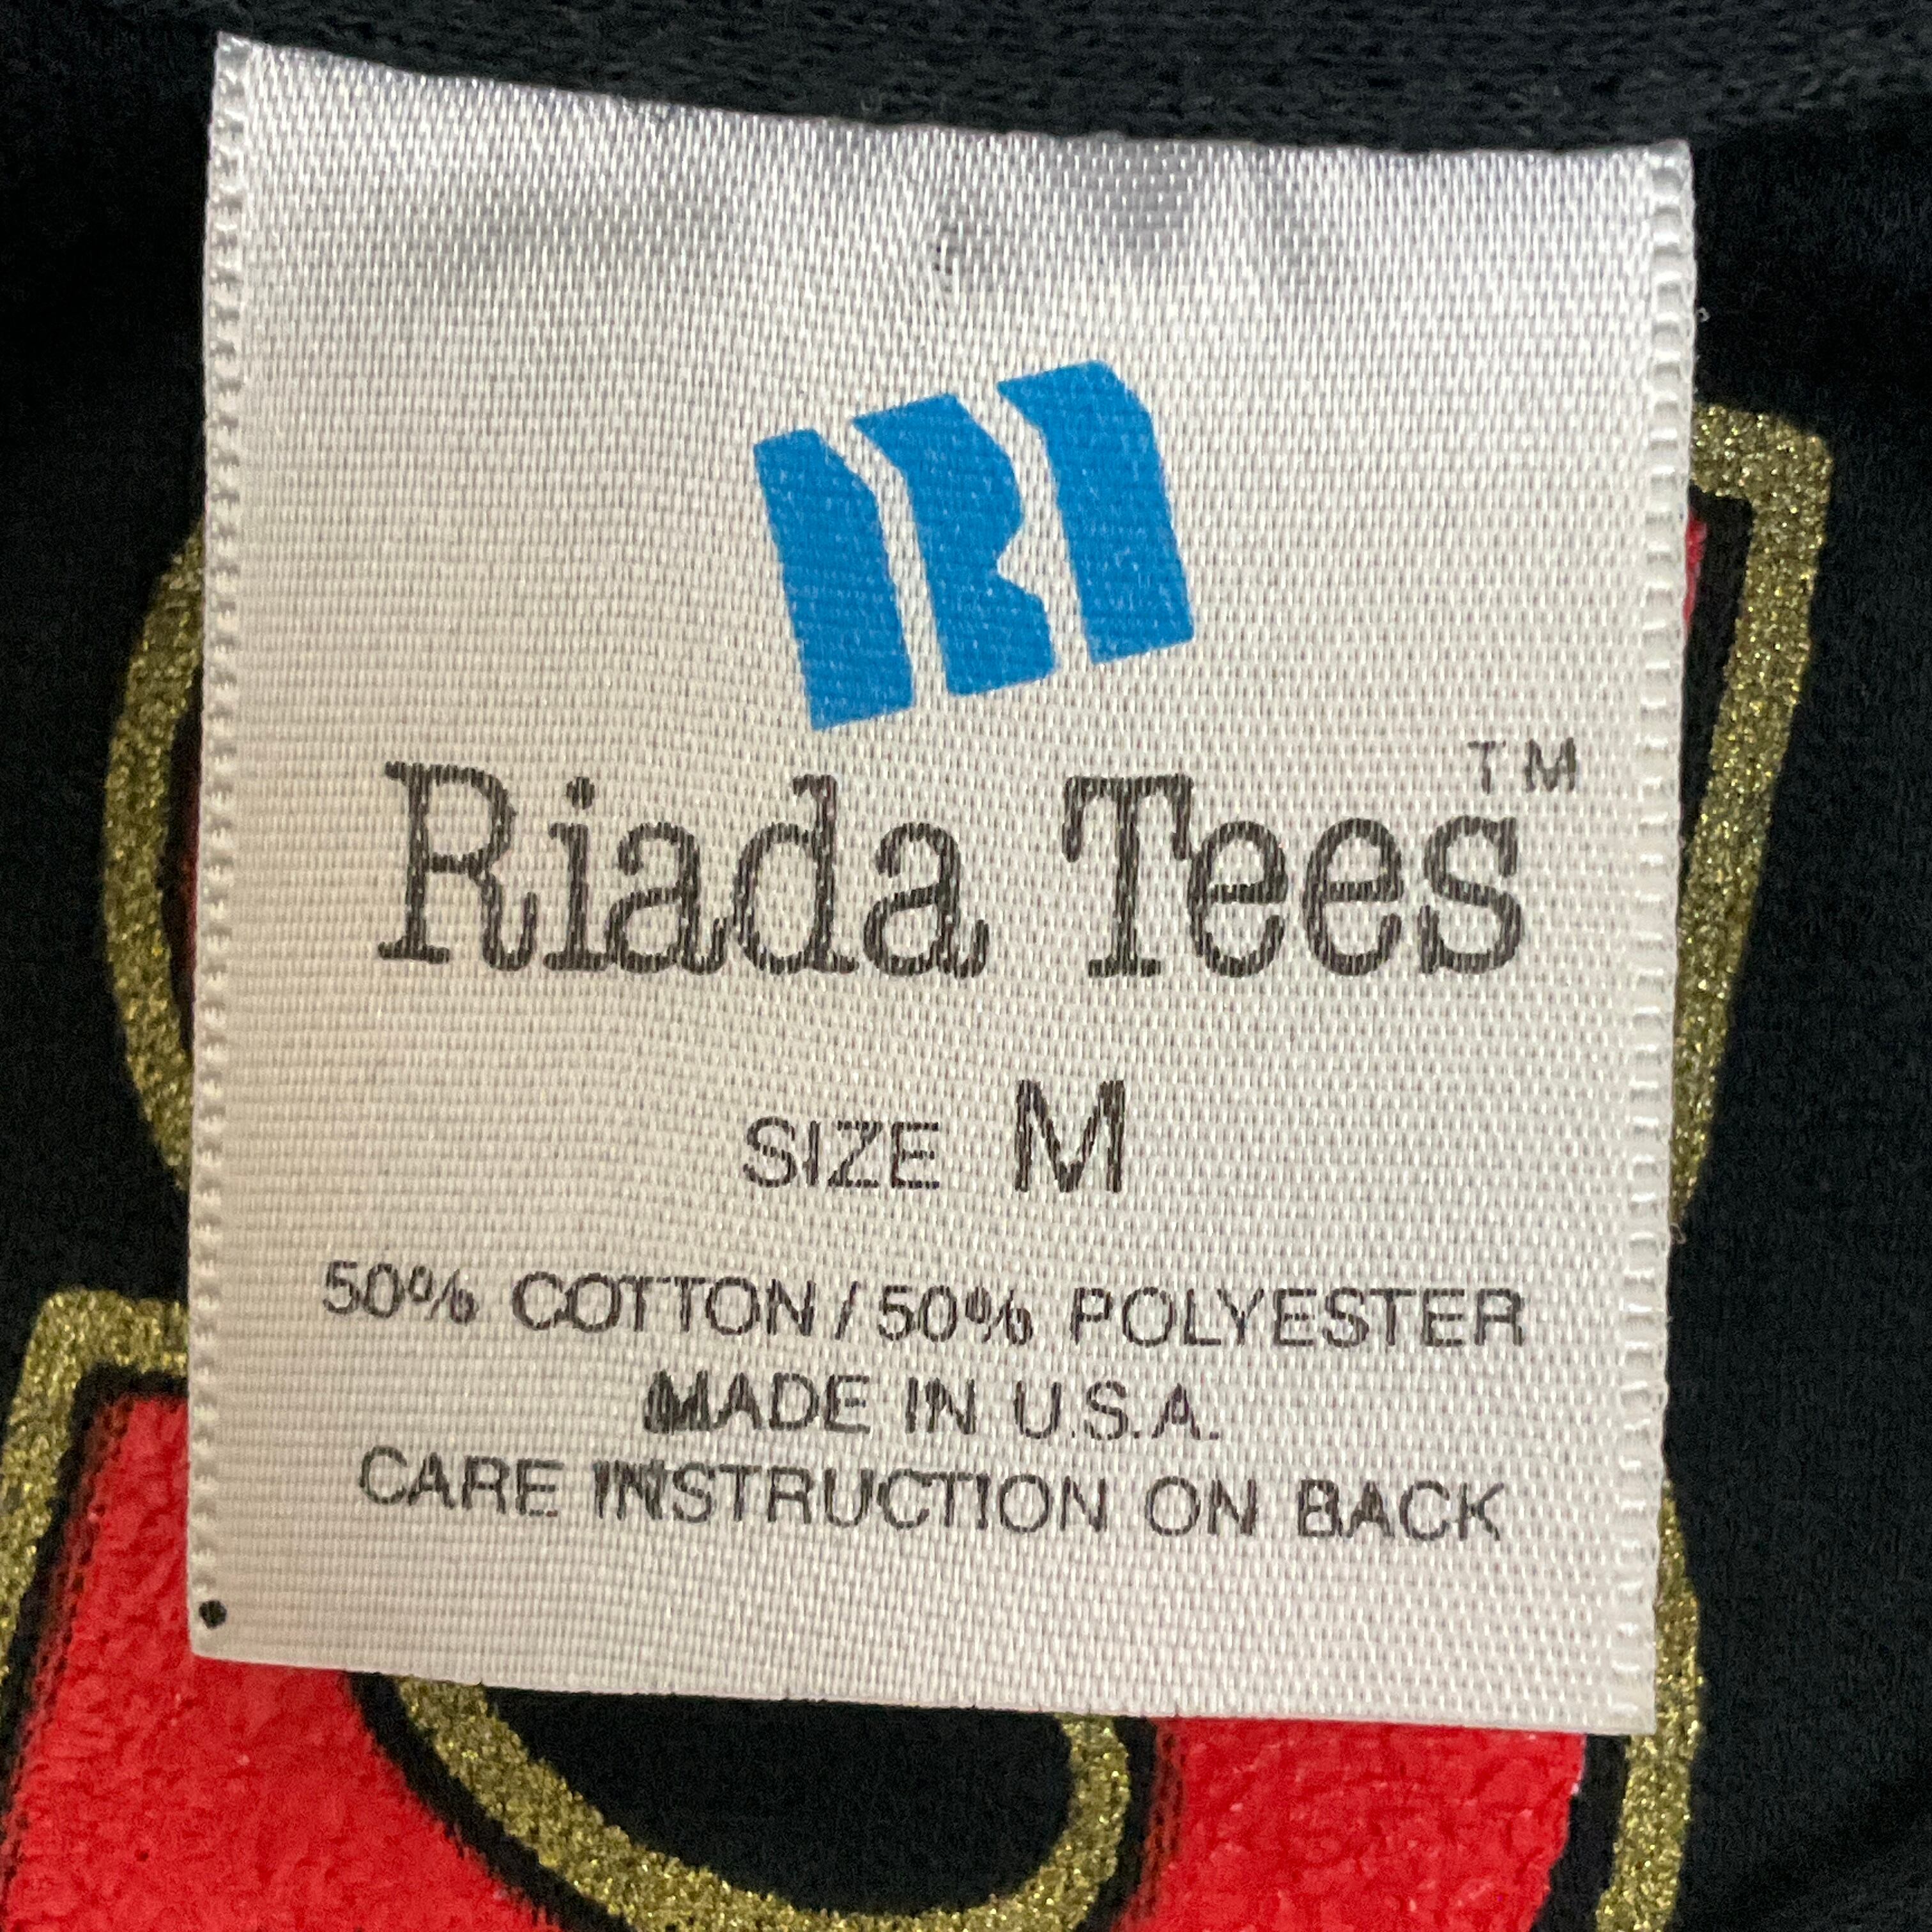 Riada Tees™
SIZE M
50% COTTON/50% POLYESTER
MADE IN U.S.A.
CARE INSTRUCTION ON BACK